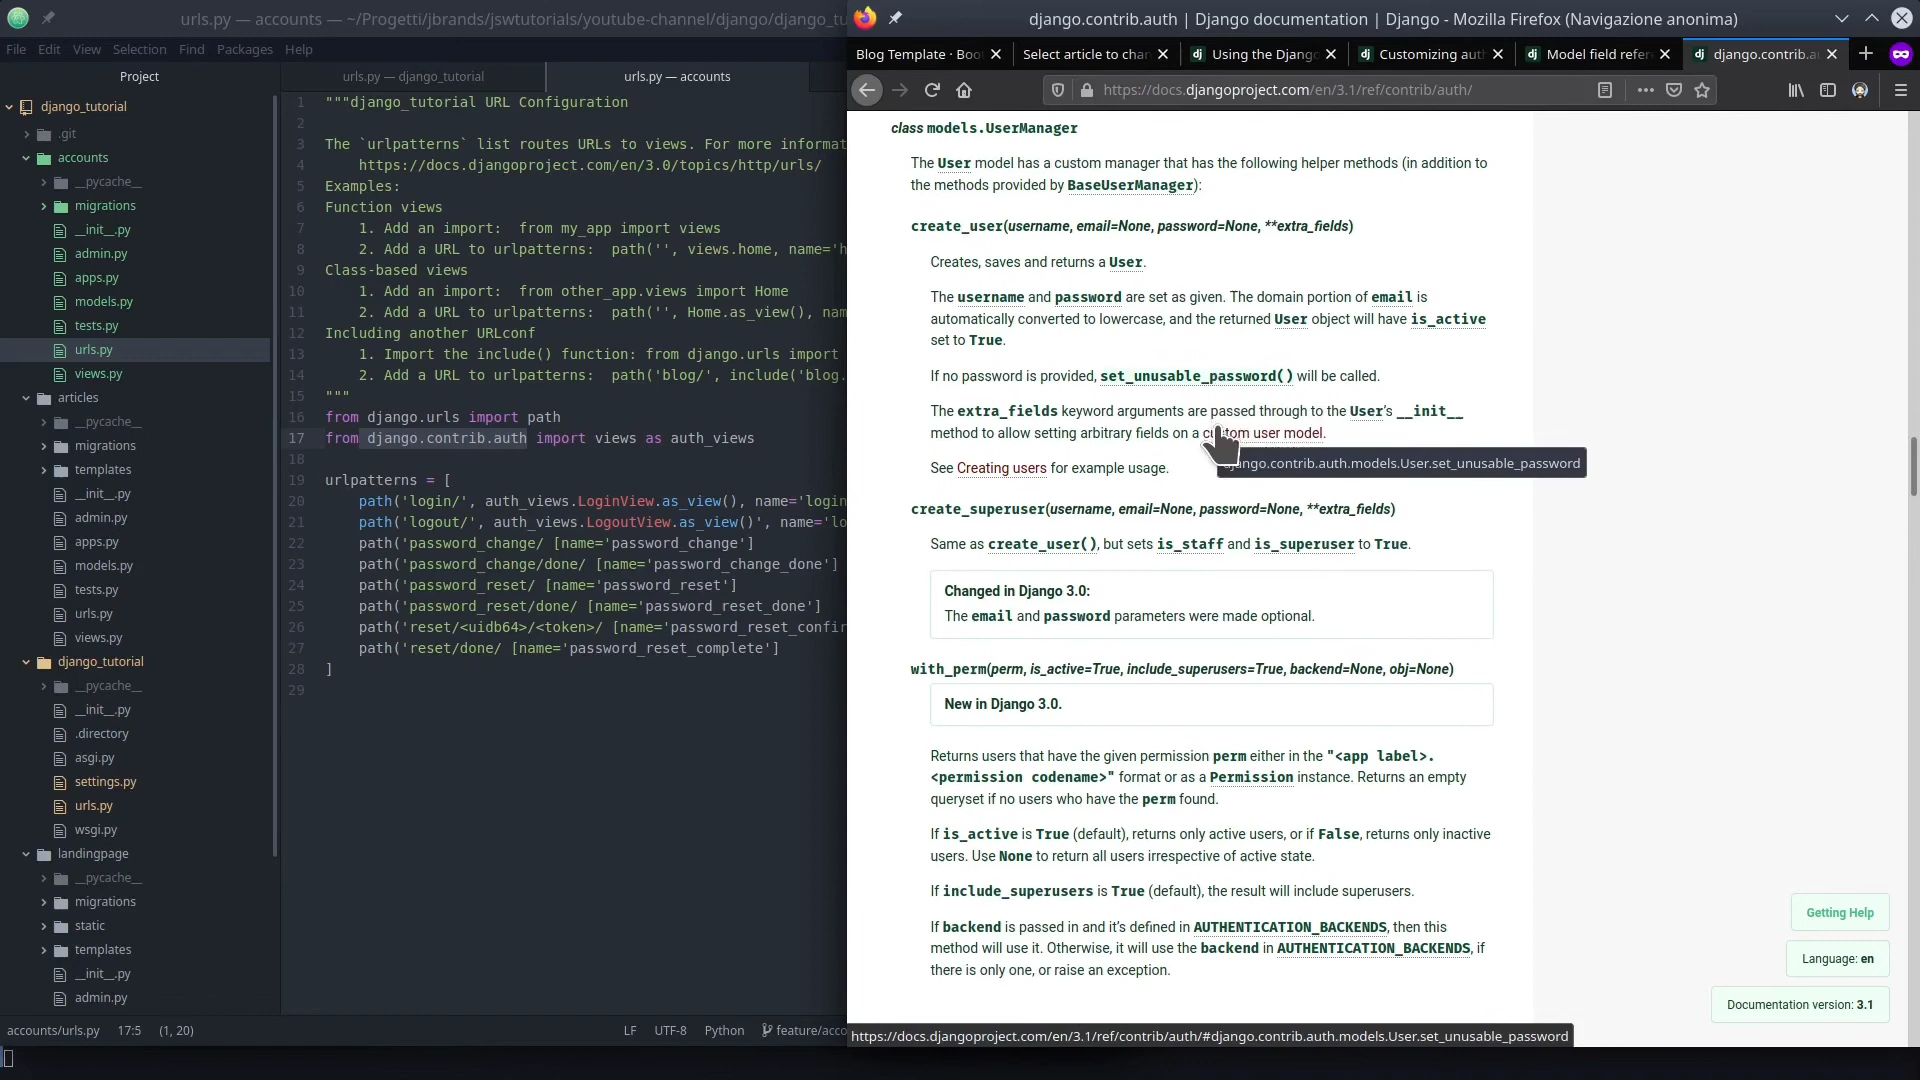 urls.py — accounts — ~/Progetti/jbrands/jswtutorials/youtube-channel/django/django_tu
File Edit View Selection Find Packages Help
Project
django_tutorial
.git
accounts
__pycache__
migrations
__init__.py
admin.py
apps.py
models.py
tests.py
urls.py
views.py
articles
__pycache__
migrations
templates
__init__.py
admin.py
apps.py
models.py
tests.py
urls.py
views.py
django_tutorial
__pycache__
__init__.py
.directory
asgi.py
settings.py
urls.py
wsgi.py
landingpage
__pycache__
migrations
static
templates
__init__.py
admin.py
urls.py — django_tutorial
urls.py — accounts
1 """django_tutorial URL Configuration
2
3 The `urlpatterns` list routes URLs to views. For more informat
4 https://docs.djangoproject.com/en/3.0/topics/http/urls/
5 Examples:
6 Function views
7 1. Add an import:  from my_app import views
8 2. Add a URL to urlpatterns:  path('', views.home, name='h
9 Class-based views
10 1. Add an import:  from other_app.views import Home
11 2. Add a URL to urlpatterns:  path('', Home.as_view(), nam
12 Including another URLconf
13 1. Import the include() function: from django.urls import
14 2. Add a URL to urlpatterns:  path('blog/', include('blog.
15 """
16 from django.urls import path
17 from django.contrib.auth import views as auth_views
18
19 urlpatterns = [
20 path('login/', auth_views.LoginView.as_view(), name='login
21 path('logout/', auth_views.LogoutView.as_view()', name='lo
22 path('password_change/ [name='password_change']
23 path('password_change/done/ [name='password_change_done']
24 path('password_reset/ [name='password_reset']
25 path('password_reset/done/ [name='password_reset_done']
26 path('reset/<uidb64>/<token>/ [name='password_reset_confir
27 path('reset/done/ [name='password_reset_complete']
28 ]
29
accounts/urls.py 17:5 (1, 20) LF UTF-8 Python feature/acco
django.contrib.auth | Django documentation | Django - Mozilla Firefox (Navigazione anonima)
Blog Template · Boo
Select article to cha
dj Using the Djang
dj Customizing aut
dj Model field refer
dj django.contrib.a
https://docs.djangoproject.com/en/3.1/ref/contrib/auth/
class models.UserManager
The User model has a custom manager that has the following helper methods (in addition to
the methods provided by BaseUserManager):
create_user(username, email=None, password=None, **extra_fields)
Creates, saves and returns a User.
The username and password are set as given. The domain portion of email is
automatically converted to lowercase, and the returned User object will have is_active
set to True.
If no password is provided, set_unusable_password() will be called.
The extra_fields keyword arguments are passed through to the User's __init__
method to allow setting arbitrary fields on a custom user model.
django.contrib.auth.models.User.set_unusable_password
See Creating users for example usage.
create_superuser(username, email=None, password=None, **extra_fields)
Same as create_user(), but sets is_staff and is_superuser to True.
Changed in Django 3.0:
The email and password parameters were made optional.
with_perm(perm, is_active=True, include_superusers=True, backend=None, obj=None)
New in Django 3.0.
Returns users that have the given permission perm either in the "<app label>.
<permission codename>" format or as a Permission instance. Returns an empty
queryset if no users who have the perm found.
If is_active is True (default), returns only active users, or if False, returns only inactive
users. Use None to return all users irrespective of active state.
If include_superusers is True (default), the result will include superusers.
If backend is passed in and it's defined in AUTHENTICATION_BACKENDS, then this
method will use it. Otherwise, it will use the backend in AUTHENTICATION_BACKENDS, if
there is only one, or raise an exception.
Getting Help
Language: en
Documentation version: 3.1
https://docs.djangoproject.com/en/3.1/ref/contrib/auth/#django.contrib.auth.models.User.set_unusable_password